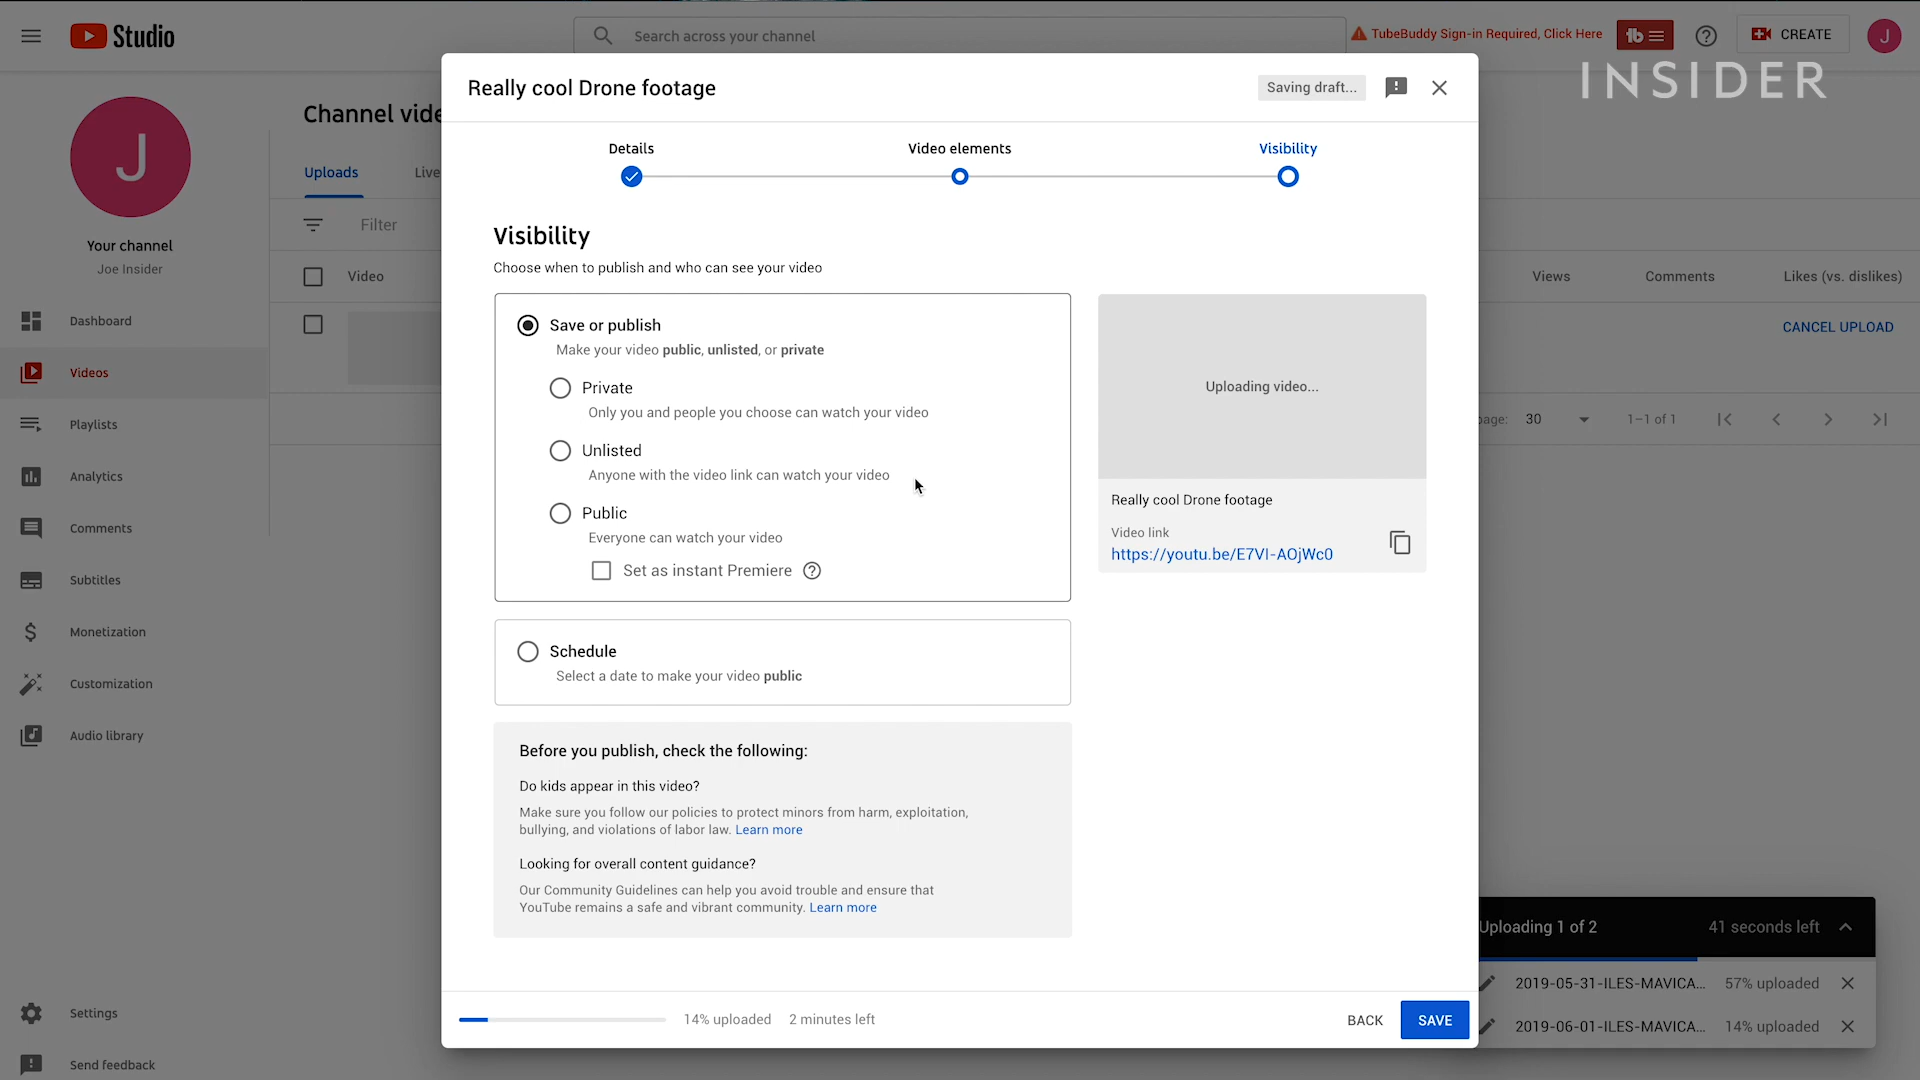 Studio
Search across your channel
TubeBuddy Sign-in Required, Click Here
tb
CREATE
J
INSIDER
J
Your channel
Joe Insider
Dashboard
Videos
Playlists
Analytics
Comments
Subtitles
Monetization
Customization
Audio library
Settings
Send feedback
Channel vide
Uploads
Live
Filter
Video
Views
Comments
Likes (vs. dislikes)
CANCEL UPLOAD
page:
30
1–1 of 1
Really cool Drone footage
Saving draft...
Details
Video elements
Visibility
Visibility
Choose when to publish and who can see your video
Save or publish
Make your video public, unlisted, or private
Private
Only you and people you choose can watch your video
Unlisted
Anyone with the video link can watch your video
Public
Everyone can watch your video
Set as instant Premiere
Schedule
Select a date to make your video public
Before you publish, check the following:
Do kids appear in this video?
Make sure you follow our policies to protect minors from harm, exploitation,
bullying, and violations of labor law. Learn more
Looking for overall content guidance?
Our Community Guidelines can help you avoid trouble and ensure that
YouTube remains a safe and vibrant community. Learn more
Uploading video...
Really cool Drone footage
Video link
https://youtu.be/E7VI-AOjWc0
14% uploaded
2 minutes left
BACK
SAVE
Uploading 1 of 2
41 seconds left
2019-05-31-ILES-MAVICA...
57% uploaded
2019-06-01-ILES-MAVICA...
14% uploaded